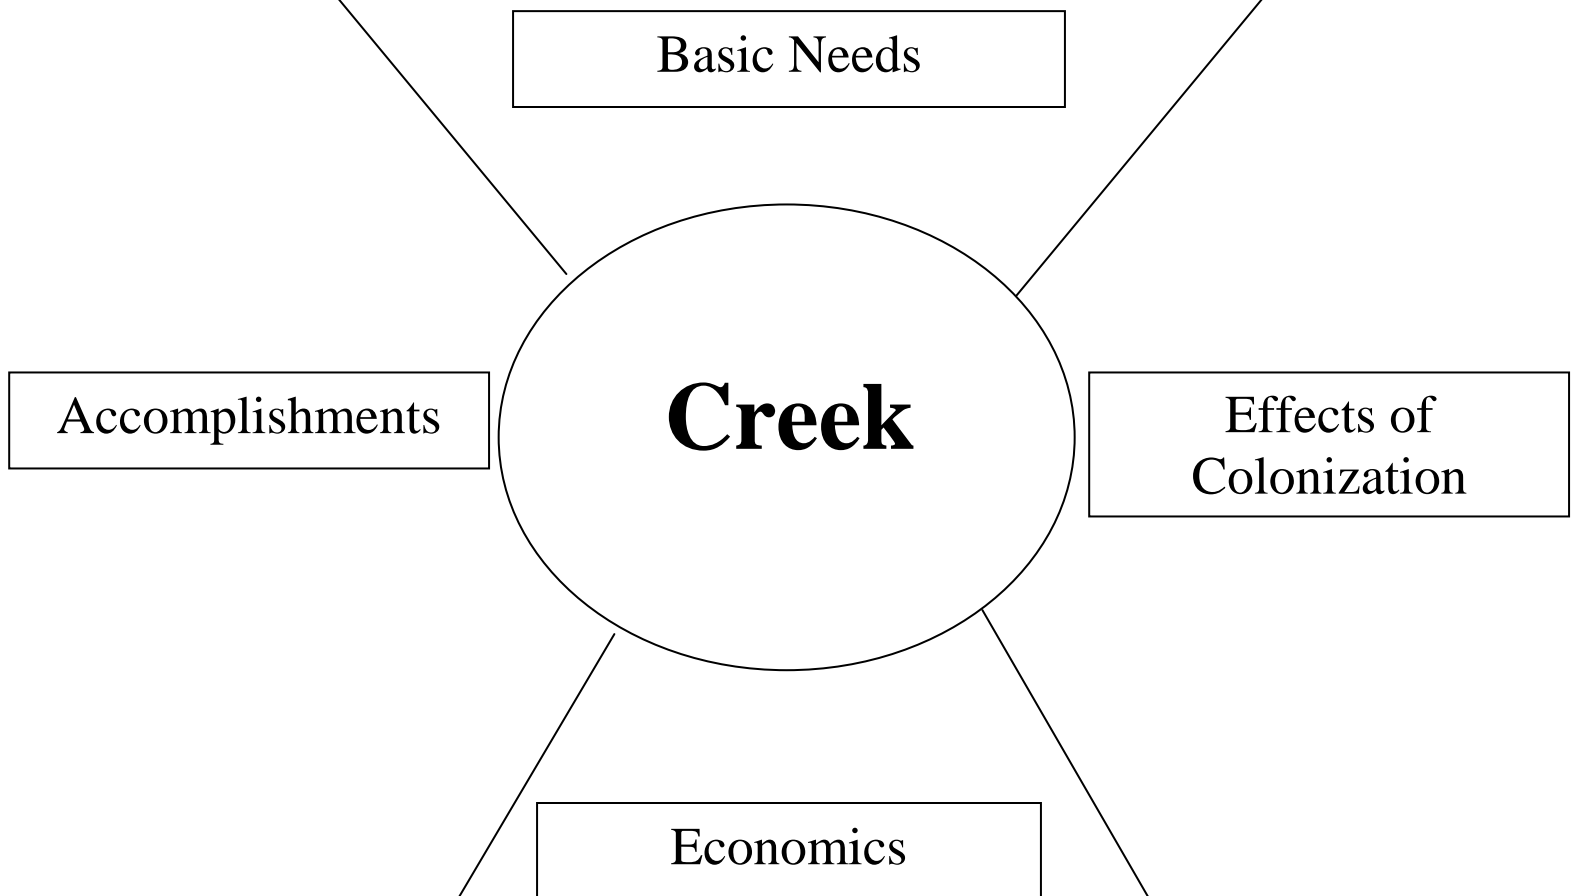 Basic Needs
Accomplishments
Creek
Effects of
Colonization
Economics